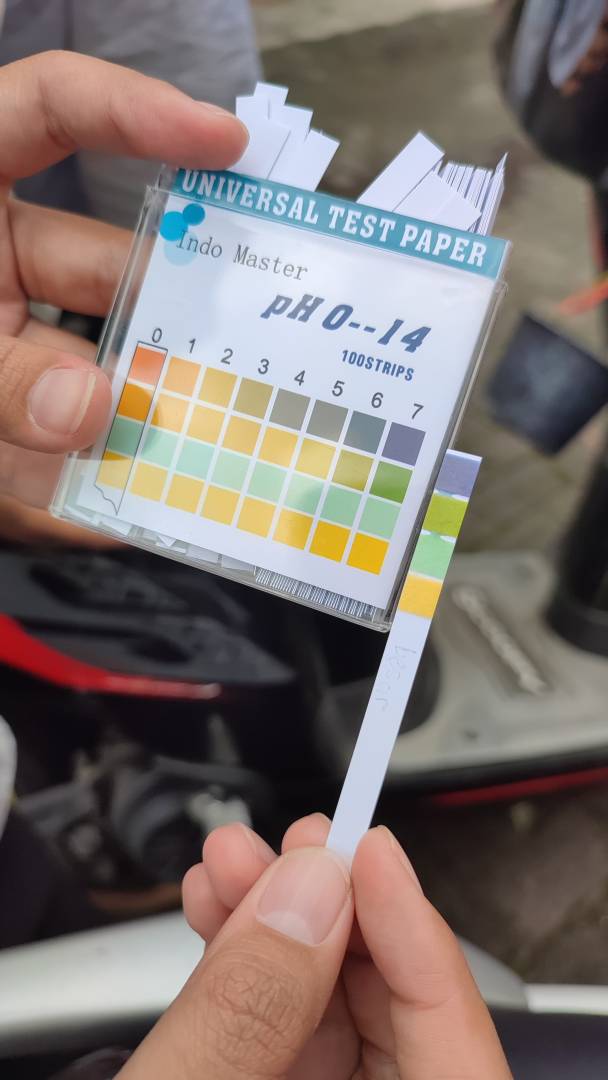 UNIVERSAL TEST PAPER
Indo Master
pH 0--14
100STRIPS
0 1 2 3 4 5 6 7